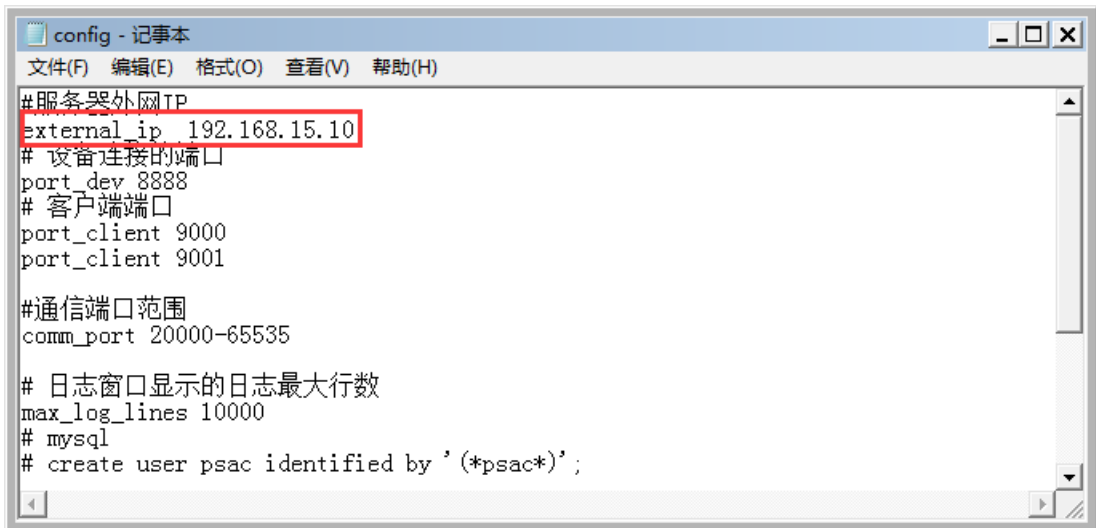 config - 记事本
文件(F) 编辑(E) 格式(O) 查看(V) 帮助(H)
#服务器外网IP
external_ip  192.168.15.10
# 设备连接的端口
port_dev 8888
# 客户端端口
port_client 9000
port_client 9001
#通信端口范围
comm_port 20000-65535
# 日志窗口显示的日志最大行数
max_log_lines 10000
# mysql
# create user psac identified by '(*psac*)';